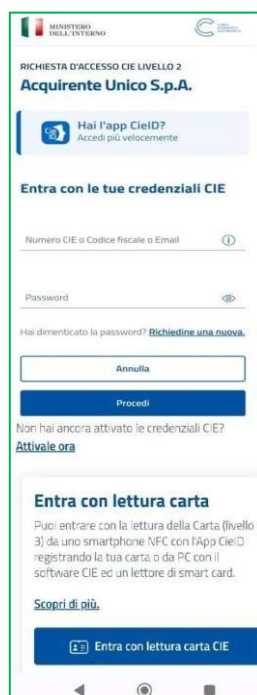 MINISTERO
DELL'INTERNO
RICHIESTA D'ACCESSO CIE LIVELLO 2
Acquirente Unico S.p.A.
Hai l'app CieID?
Accedi più velocemente
Entra con le tue credenziali CIE
Numero CIE o Codice fiscale o Email
Password
Hai dimenticato la password? Richiedine una nuova.
Annulla
Procedi
Non hai ancora attivato le credenziali CIE?
Attivale ora
Entra con lettura carta
Puoi entrare con la lettura della Carta (livello
3) da uno smartphone NFC con l'App CieID
registrando la tua carta o da PC con il
software CIE ed un lettore di smart card.
Scopri di più.
Entra con lettura carta CIE